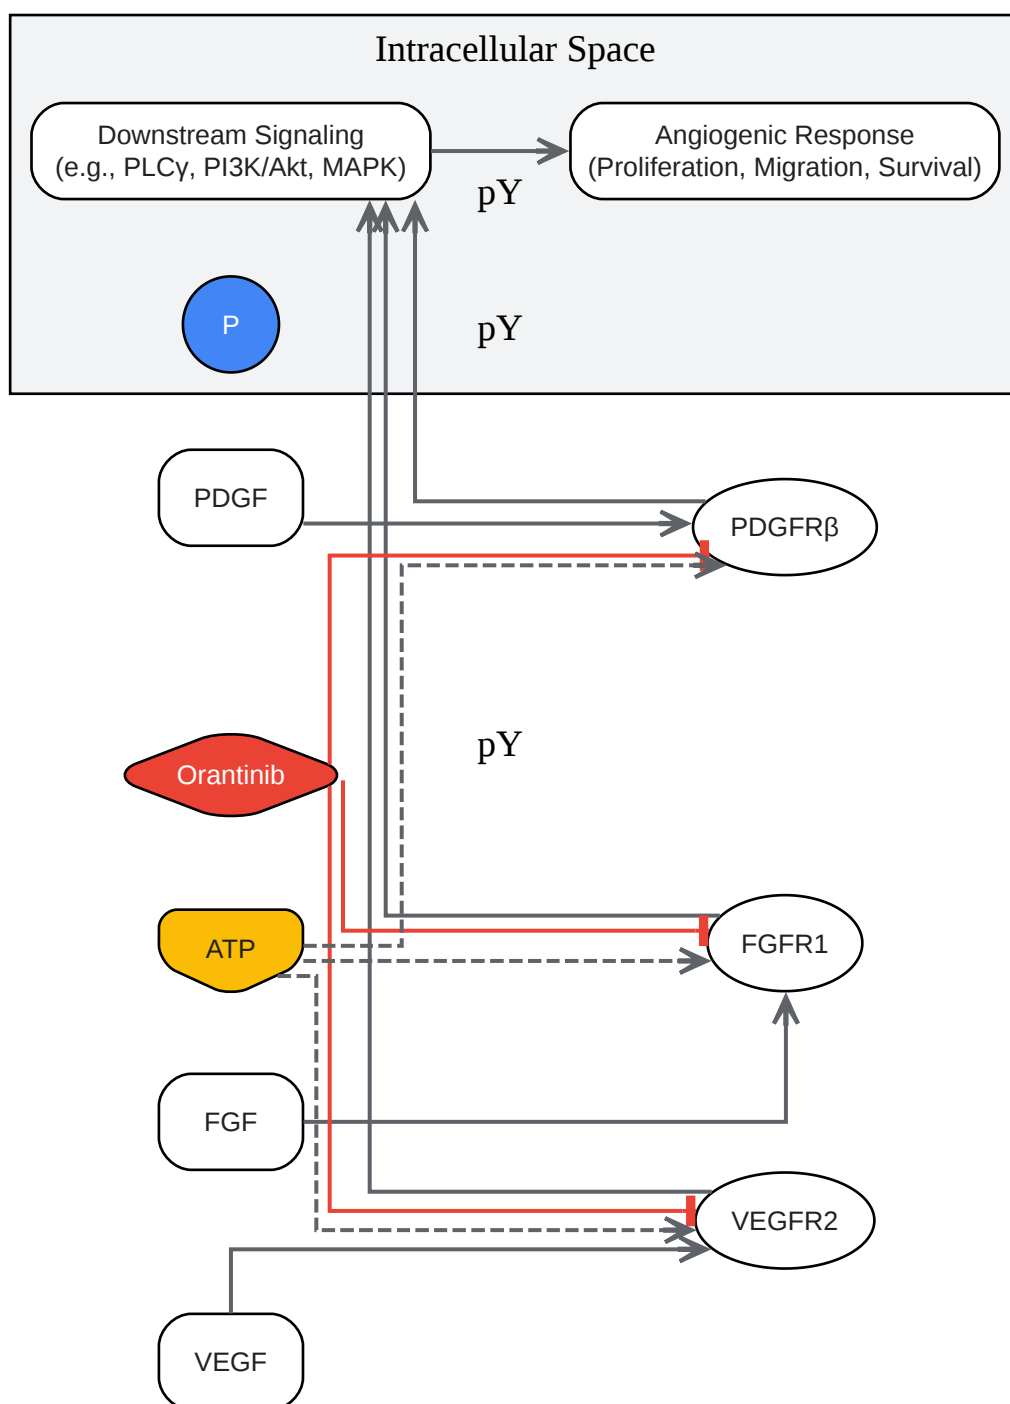 Intracellular Space
Downstream Signaling
(e.g., PLCγ, PI3K/Akt, MAPK)
Angiogenic Response
(Proliferation, Migration, Survival)
pY
P
pY
PDGF
PDGFRβ
pY
Orantinib
ATP
FGFR1
FGF
VEGFR2
VEGF